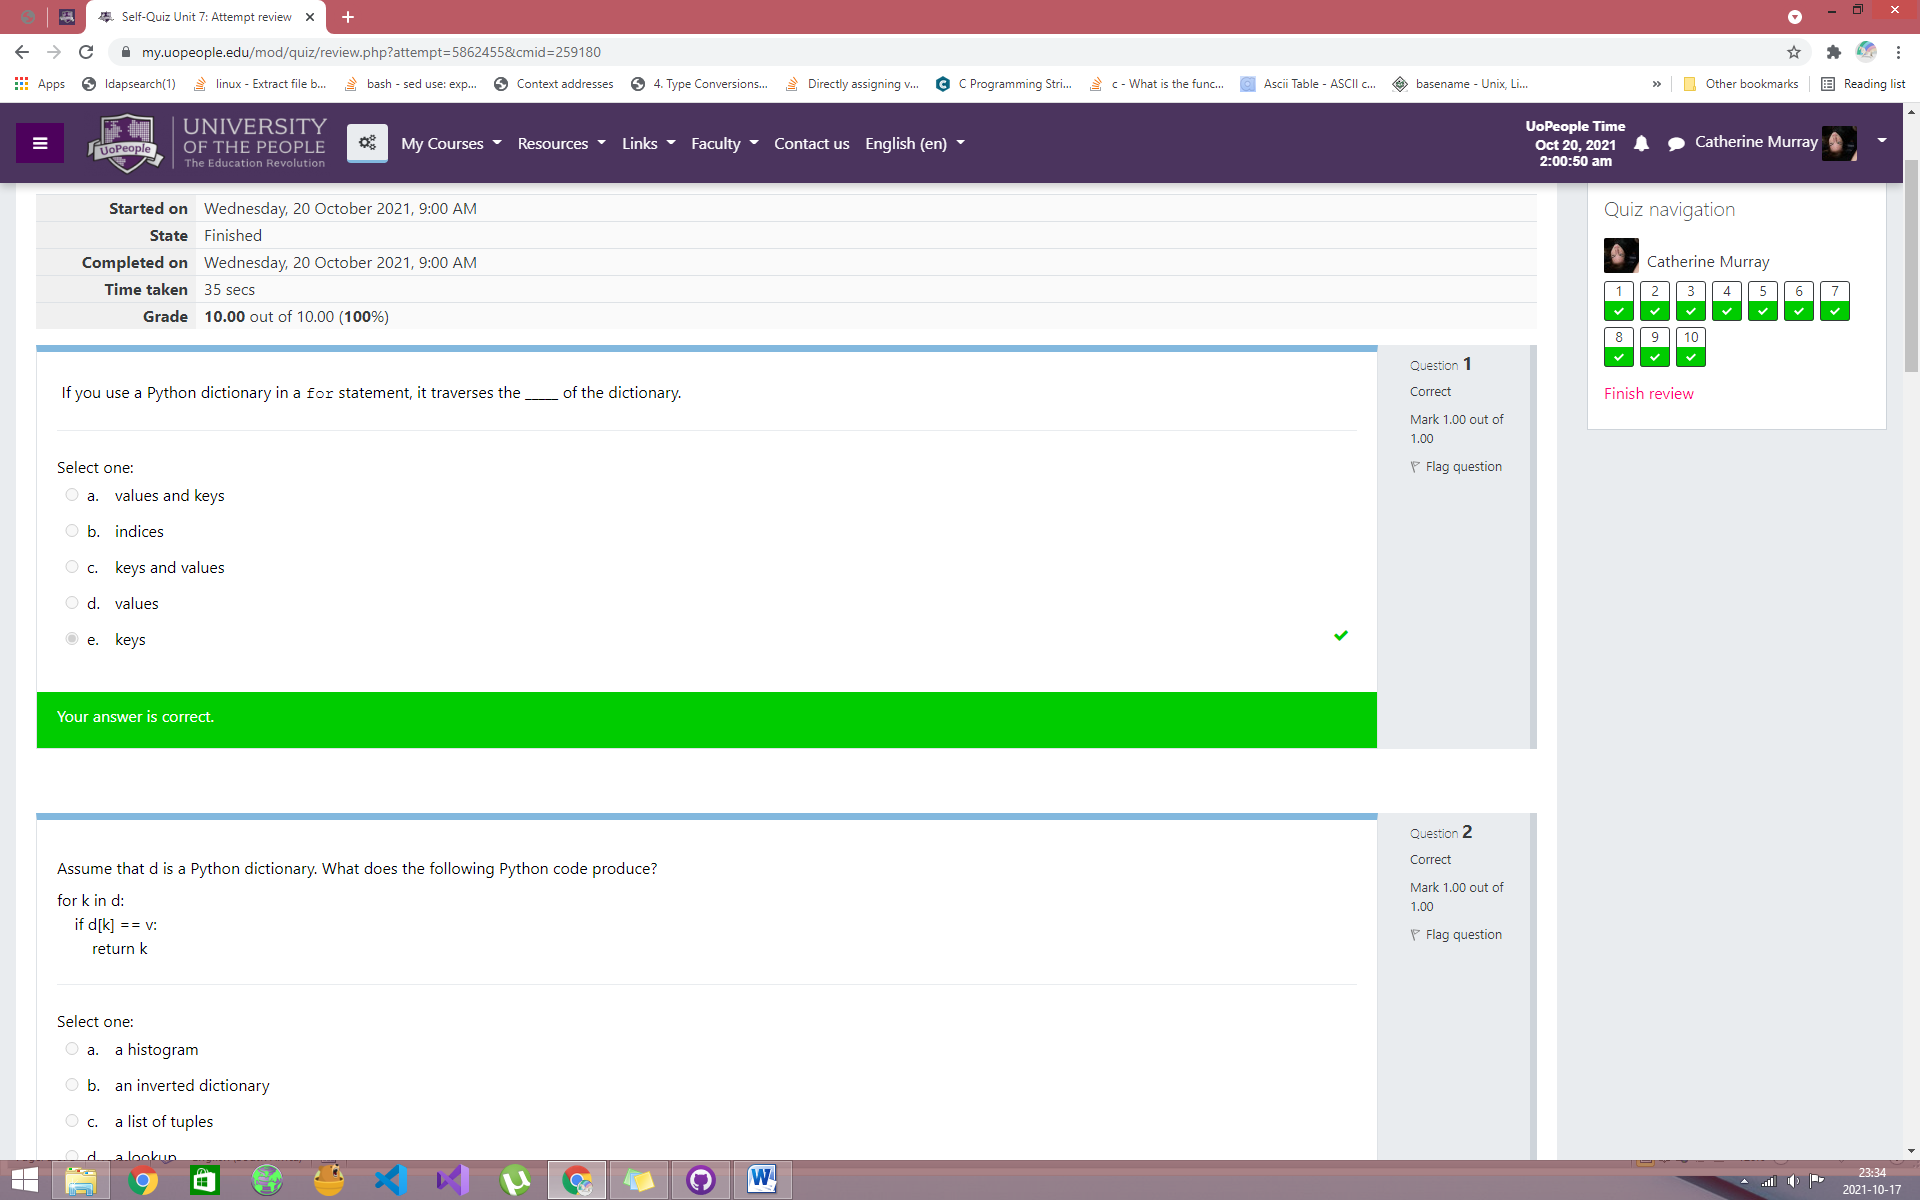 Self-Quiz Unit 7: Attempt review
my.uopeople.edu/mod/quiz/review.php?attempt=5862455&cmid=259180
Apps
ldapsearch(1)
linux - Extract file b...
bash - sed use: exp...
Context addresses
4. Type Conversions...
Directly assigning v...
C Programming Stri...
c - What is the func...
Ascii Table - ASCII c...
basename - Unix, Li...
»
Other bookmarks
Reading list
UoPeople
UNIVERSITY
OF THE PEOPLE
The Education Revolution
My Courses
Resources
Links
Faculty
Contact us
English (en)
UoPeople Time
Oct 20, 2021
2:00:50 am
Catherine Murray
Started on Wednesday, 20 October 2021, 9:00 AM
State Finished
Completed on Wednesday, 20 October 2021, 9:00 AM
Time taken 35 secs
Grade 10.00 out of 10.00 (100%)
If you use a Python dictionary in a for statement, it traverses the _____ of the dictionary.
Select one:
a. values and keys
b. indices
c. keys and values
d. values
e. keys
Your answer is correct.
Question 1
Correct
Mark 1.00 out of
1.00
Flag question
Assume that d is a Python dictionary. What does the following Python code produce?
for k in d:
if d[k] == v:
return k
Select one:
a. a histogram
b. an inverted dictionary
c. a list of tuples
d. a lookup
Question 2
Correct
Mark 1.00 out of
1.00
Flag question
Quiz navigation
Catherine Murray
1 2 3 4 5 6 7
8 9 10
Finish review
23:34
2021-10-17